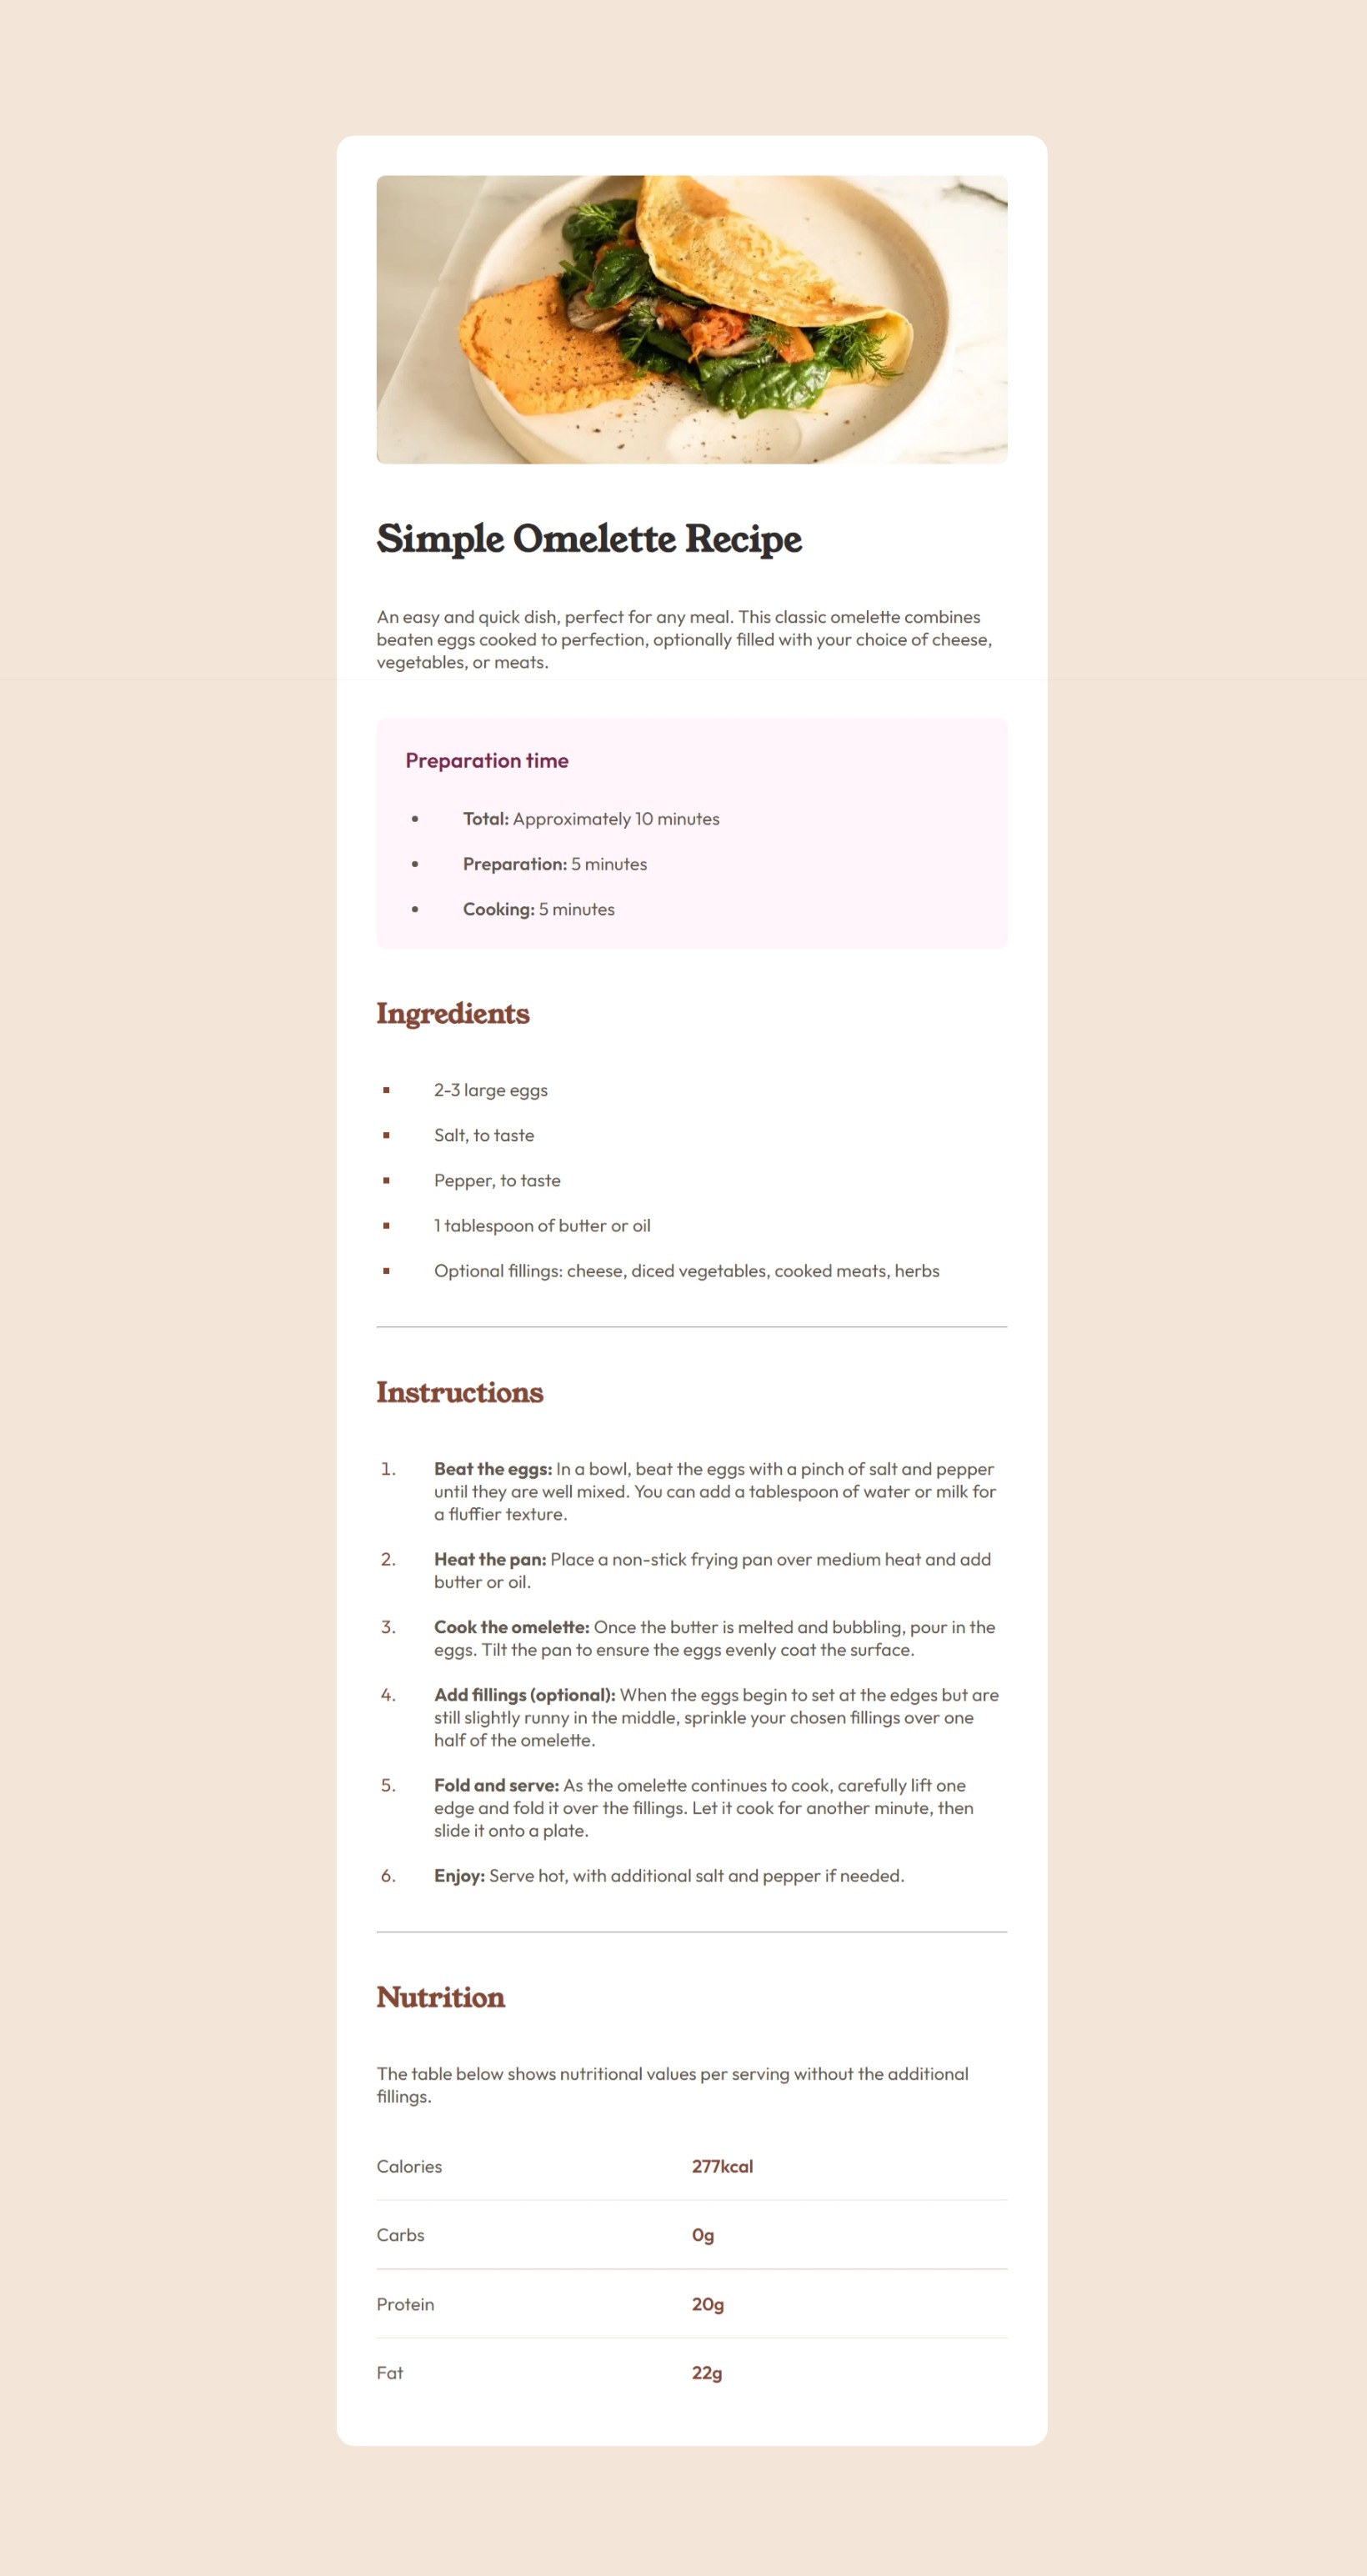 Simple Omelette Recipe
An easy and quick dish, perfect for any meal. This classic omelette combines
beaten eggs cooked to perfection, optionally filled with your choice of cheese,
vegetables, or meats.
Preparation time
• Total: Approximately 10 minutes
• Preparation: 5 minutes
• Cooking: 5 minutes
Ingredients
▪ 2-3 large eggs
▪ Salt, to taste
▪ Pepper, to taste
▪ 1 tablespoon of butter or oil
▪ Optional fillings: cheese, diced vegetables, cooked meats, herbs
Instructions
1. Beat the eggs: In a bowl, beat the eggs with a pinch of salt and pepper
until they are well mixed. You can add a tablespoon of water or milk for
a fluffier texture.
2. Heat the pan: Place a non-stick frying pan over medium heat and add
butter or oil.
3. Cook the omelette: Once the butter is melted and bubbling, pour in the
eggs. Tilt the pan to ensure the eggs evenly coat the surface.
4. Add fillings (optional): When the eggs begin to set at the edges but are
still slightly runny in the middle, sprinkle your chosen fillings over one
half of the omelette.
5. Fold and serve: As the omelette continues to cook, carefully lift one
edge and fold it over the fillings. Let it cook for another minute, then
slide it onto a plate.
6. Enjoy: Serve hot, with additional salt and pepper if needed.
Nutrition
The table below shows nutritional values per serving without the additional
fillings.
Calories 277kcal
Carbs 0g
Protein 20g
Fat 22g